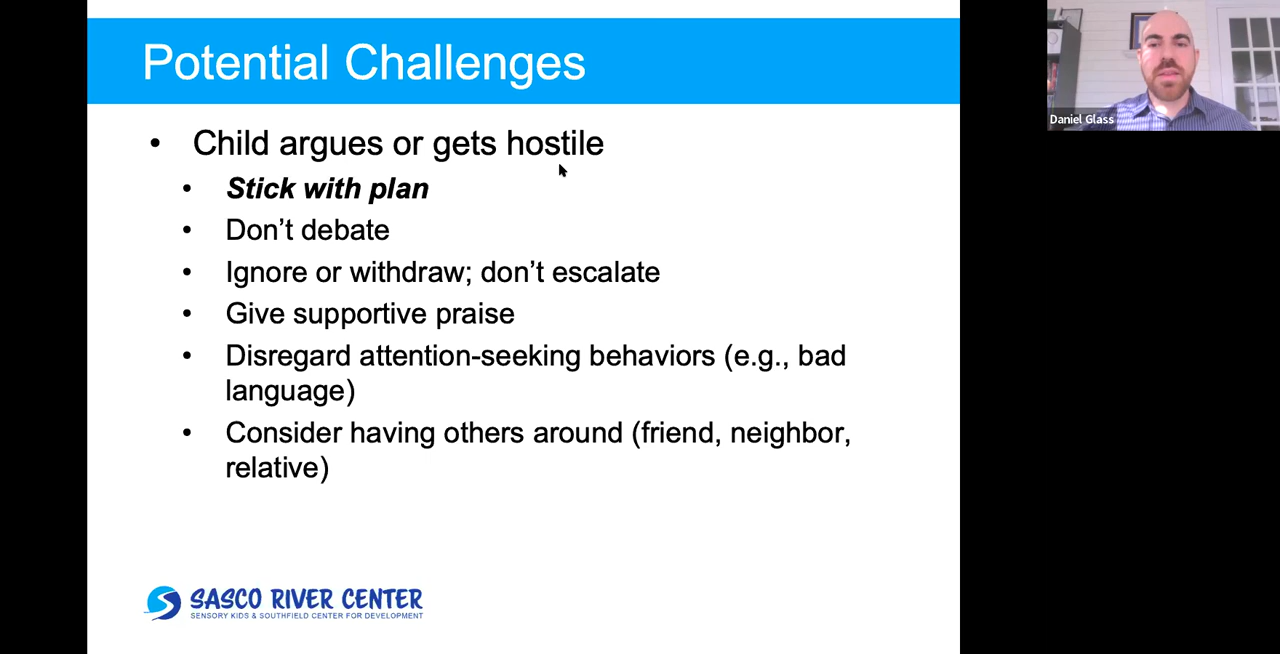 Potential Challenges
• Child argues or gets hostile
• Stick with plan
• Don’t debate
• Ignore or withdraw; don’t escalate
• Give supportive praise
• Disregard attention-seeking behaviors (e.g., bad
language)
• Consider having others around (friend, neighbor,
relative)
SASCO RIVER CENTER
SENSORY KIDS & SOUTHFIELD CENTER FOR DEVELOPMENT
Daniel Glass